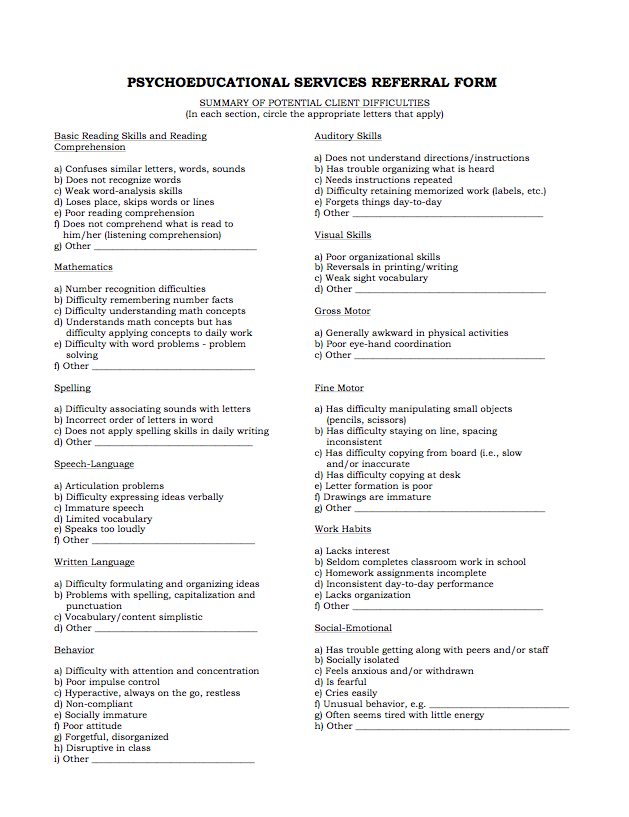 PSYCHOEDUCATIONAL SERVICES REFERRAL FORM
SUMMARY OF POTENTIAL CLIENT DIFFICULTIES
(In each section, circle the appropriate letters that apply)
Basic Reading Skills and Reading
Comprehension
a) Confuses similar letters, words, sounds
b) Does not recognize words
c) Weak word-analysis skills
d) Loses place, skips words or lines
e) Poor reading comprehension
f) Does not comprehend what is read to
him/her (listening comprehension)
g) Other ____________________
Mathematics
a) Number recognition difficulties
b) Difficulty remembering number facts
c) Difficulty understanding math concepts
d) Understands math concepts but has
difficulty applying concepts to daily work
e) Difficulty with word problems - problem
solving
f) Other ____________________
Spelling
a) Difficulty associating sounds with letters
b) Incorrect order of letters in word
c) Does not apply spelling skills in daily writing
d) Other ____________________
Speech-Language
a) Articulation problems
b) Difficulty expressing ideas verbally
c) Immature speech
d) Limited vocabulary
e) Speaks too loudly
f) Other ____________________
Written Language
a) Difficulty formulating and organizing ideas
b) Problems with spelling, capitalization and
punctuation
c) Vocabulary/content simplistic
d) Other ____________________
Behavior
a) Difficulty with attention and concentration
b) Poor impulse control
c) Hyperactive, always on the go, restless
d) Non-compliant
e) Socially immature
f) Poor attitude
g) Forgetful, disorganized
h) Disruptive in class
i) Other ____________________
Auditory Skills
a) Does not understand directions/instructions
b) Has trouble organizing what is heard
c) Needs instructions repeated
d) Difficulty retaining memorized work (labels, etc.)
e) Forgets things day-to-day
f) Other ____________________
Visual Skills
a) Poor organizational skills
b) Reversals in printing/writing
c) Weak sight vocabulary
d) Other ____________________
Gross Motor
a) Generally awkward in physical activities
b) Poor eye-hand coordination
c) Other ____________________
Fine Motor
a) Has difficulty manipulating small objects
(pencils, scissors)
b) Has difficulty staying on line, spacing
inconsistent
c) Has difficulty copying from board (i.e., slow
and/or inaccurate
d) Has difficulty copying at desk
e) Letter formation is poor
f) Drawings are immature
g) Other ____________________
Work Habits
a) Lacks interest
b) Seldom completes classroom work in school
c) Homework assignments incomplete
d) Inconsistent day-to-day performance
e) Lacks organization
f) Other ____________________
Social-Emotional
a) Has trouble getting along with peers and/or staff
b) Socially isolated
c) Feels anxious and/or withdrawn
d) Is fearful
e) Cries easily
f) Unusual behavior, e.g. ____________________
g) Often seems tired with little energy
h) Other ____________________